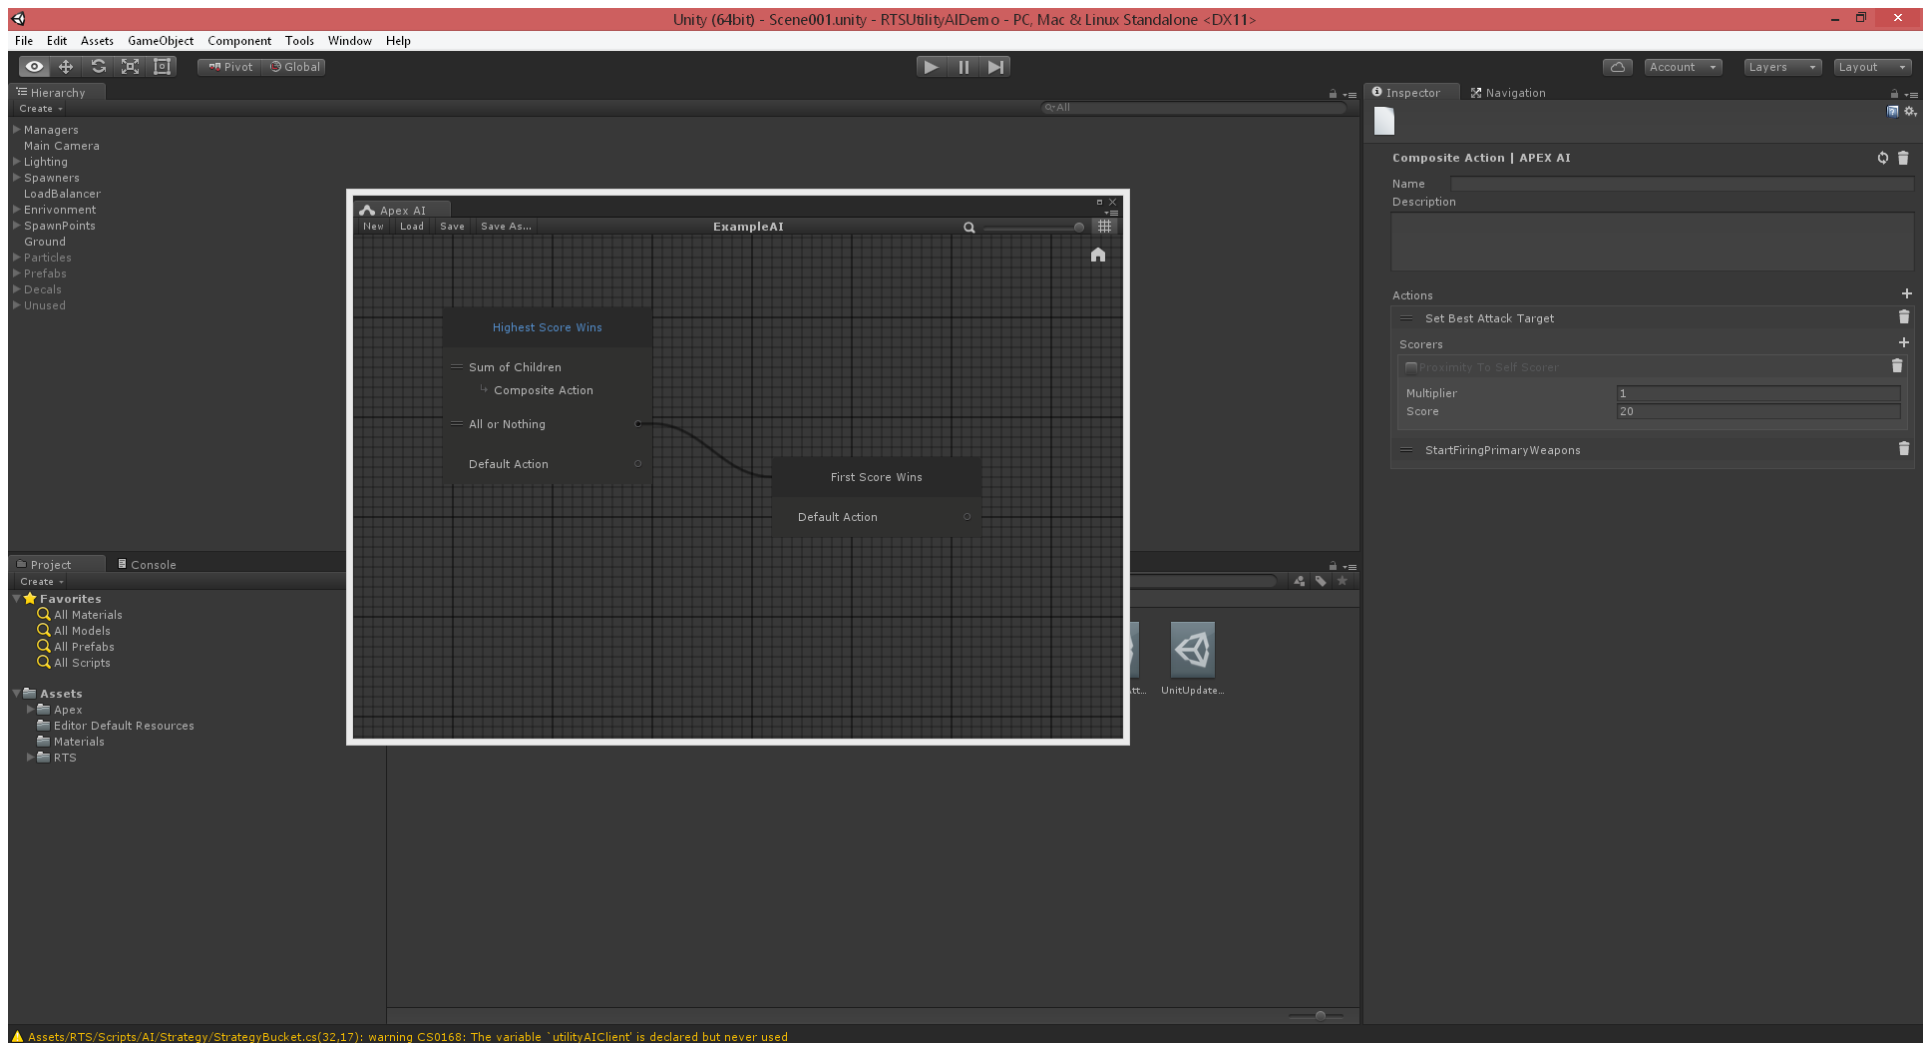 Unity (64bit) - Scene001.unity - RTSUtilityAIDemo - PC, Mac & Linux Standalone <DX11>
File Edit Assets GameObject Component Tools Window Help
Pivot Global Account Layers Layout
Hierarchy
Create
All
Managers
Main Camera
Lighting
Spawners
LoadBalancer
Enrivonment
SpawnPoints
Ground
Particles
Prefabs
Decals
Unused
Apex AI
New Load Save Save As... ExampleAI
Highest Score Wins
Sum of Children
Composite Action
All or Nothing
Default Action
First Score Wins
Default Action
Project Console
Create
Favorites
All Materials
All Models
All Prefabs
All Scripts
Assets
Apex
Editor Default Resources
Materials
RTS
Att... UnitUpdate...
Inspector Navigation
Composite Action | APEX AI
Name
Description
Actions
Set Best Attack Target
Scorers
Proximity To Self Scorer
Multiplier 1
Score 20
StartFiringPrimaryWeapons
Assets/RTS/Scripts/AI/Strategy/StrategyBucket.cs(32,17): warning CS0168: The variable `utilityAIClient' is declared but never used